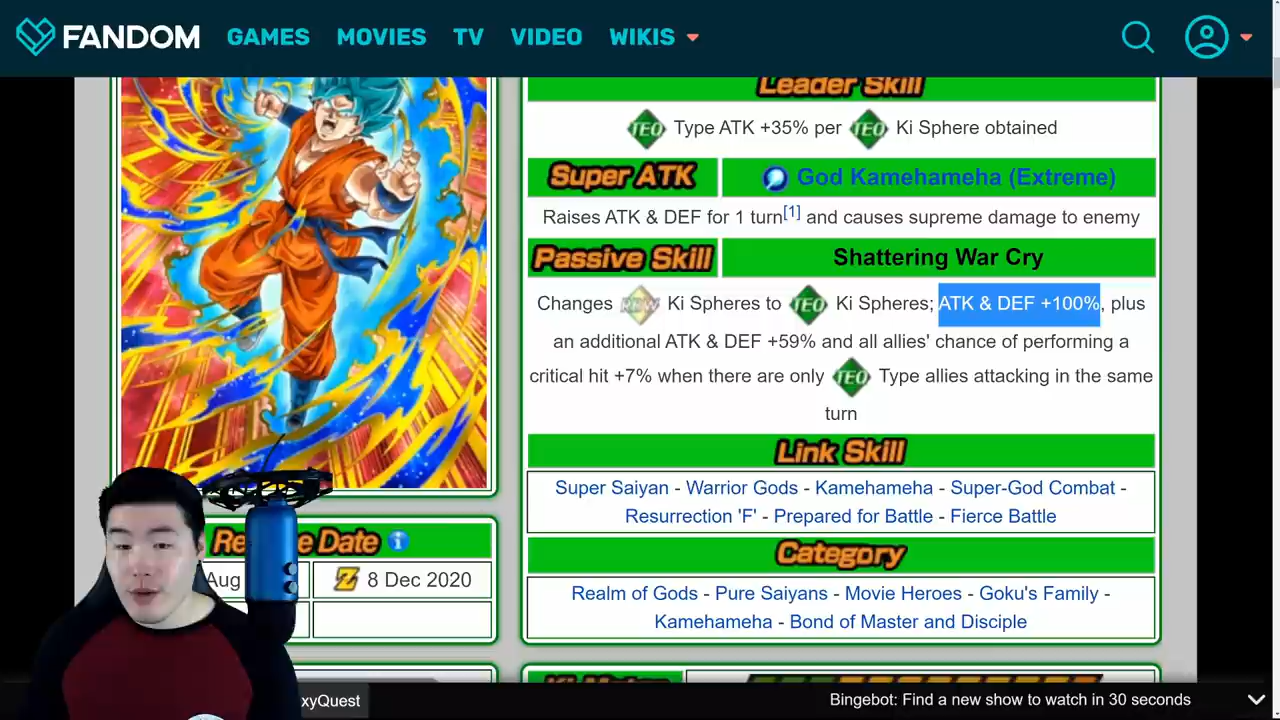 FANDOM GAMES MOVIES TV VIDEO WIKIS
Leader Skill
TEQ Type ATK +35% per TEQ Ki Sphere obtained
Super ATK God Kamehameha (Extreme)
Raises ATK & DEF for 1 turn[1] and causes supreme damage to enemy
Passive Skill Shattering War Cry
Changes RBW Ki Spheres to TEQ Ki Spheres; ATK & DEF +100%, plus
an additional ATK & DEF +59% and all allies' chance of performing a
critical hit +7% when there are only TEQ Type allies attacking in the same
turn
Link Skill
Super Saiyan - Warrior Gods - Kamehameha - Super-God Combat -
Resurrection 'F' - Prepared for Battle - Fierce Battle
Category
Realm of Gods - Pure Saiyans - Movie Heroes - Goku's Family -
Kamehameha - Bond of Master and Disciple
Date
Aug
Z 8 Dec 2020
xyQuest
Bingebot: Find a new show to watch in 30 seconds